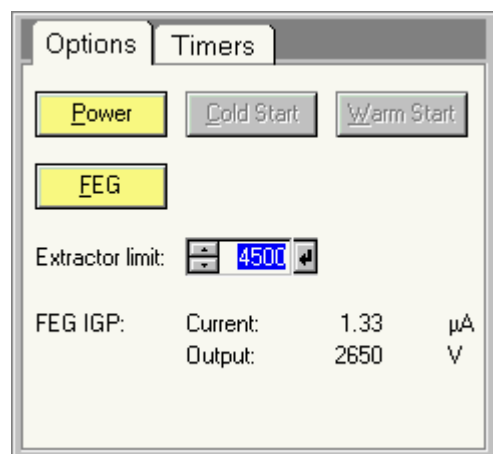 Options Timers
Power Cold Start Warm Start
FEG
Extractor limit: 4500
FEG IGP: Current: 1.33 µA
Output: 2650 V